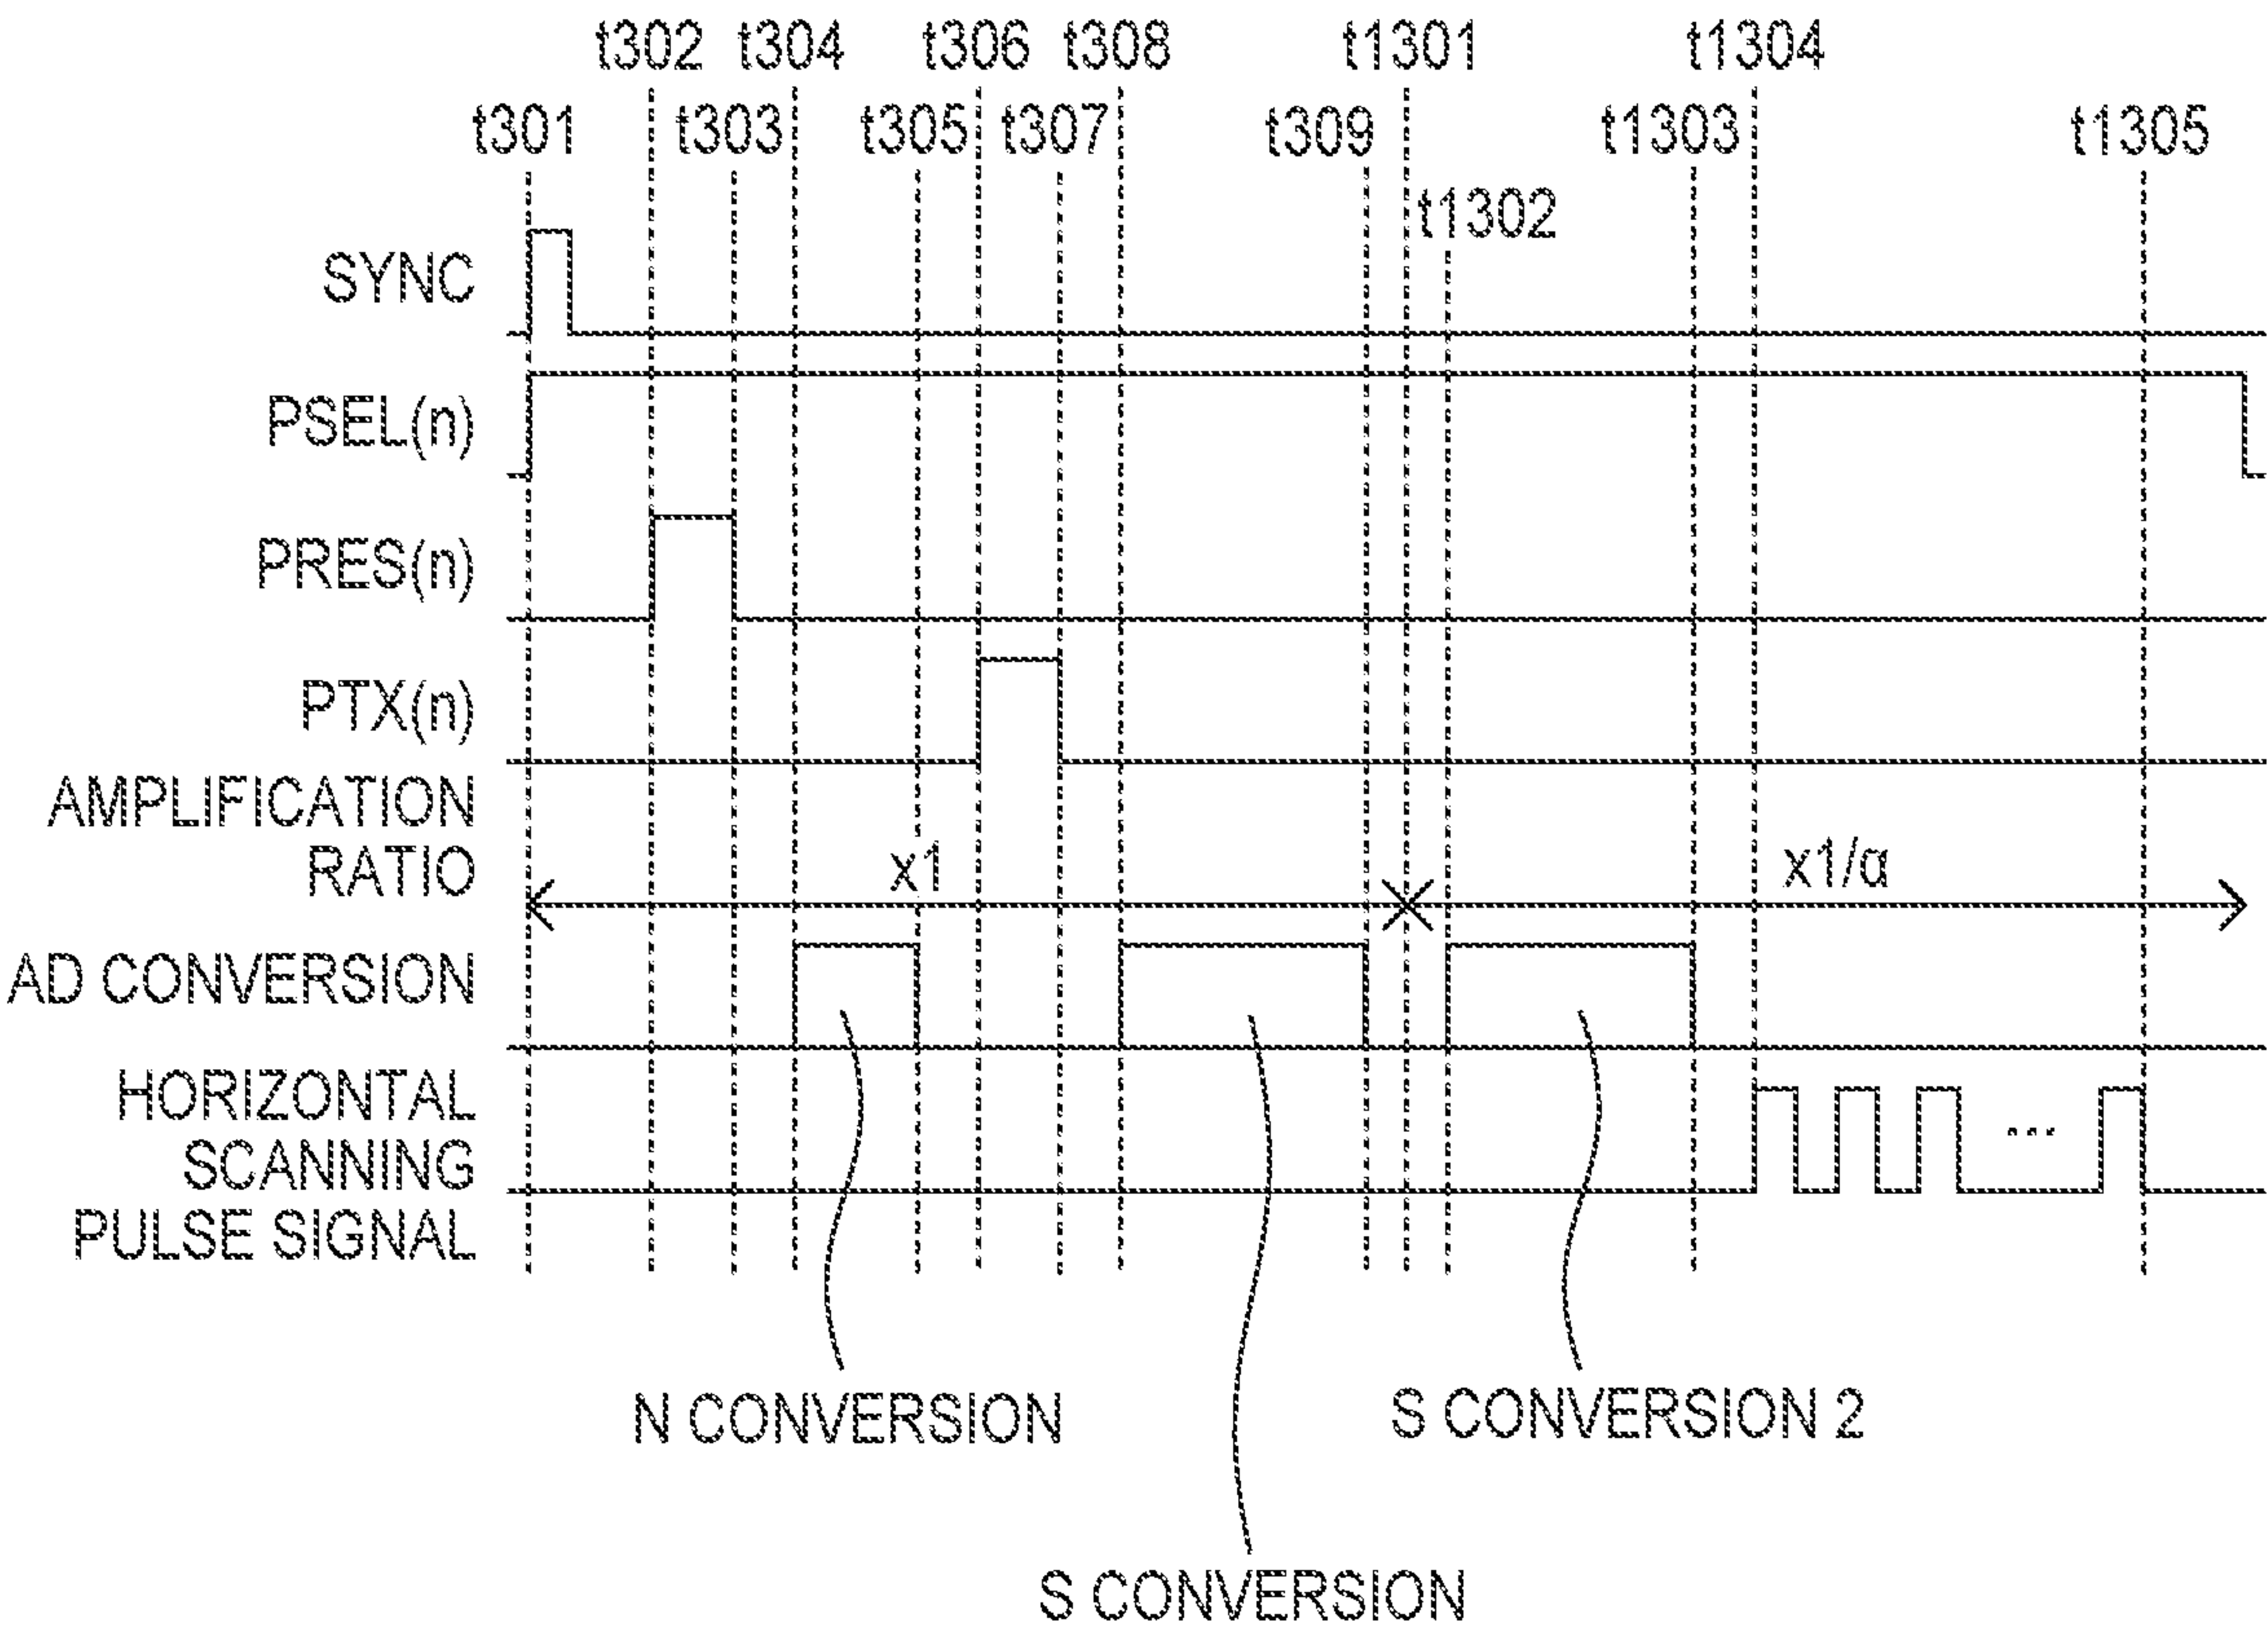 t302 t304 t306 t308 t1301 t1304
t301 t303 t305 t307 t309 t1303 t1305
t1302
SYNC
PSEL(n)
PRES(n)
PTX(n)
AMPLIFICATION
RATIO
x1 x1/α
AD CONVERSION
HORIZONTAL
SCANNING
PULSE SIGNAL
...
N CONVERSION
S CONVERSION 2
S CONVERSION